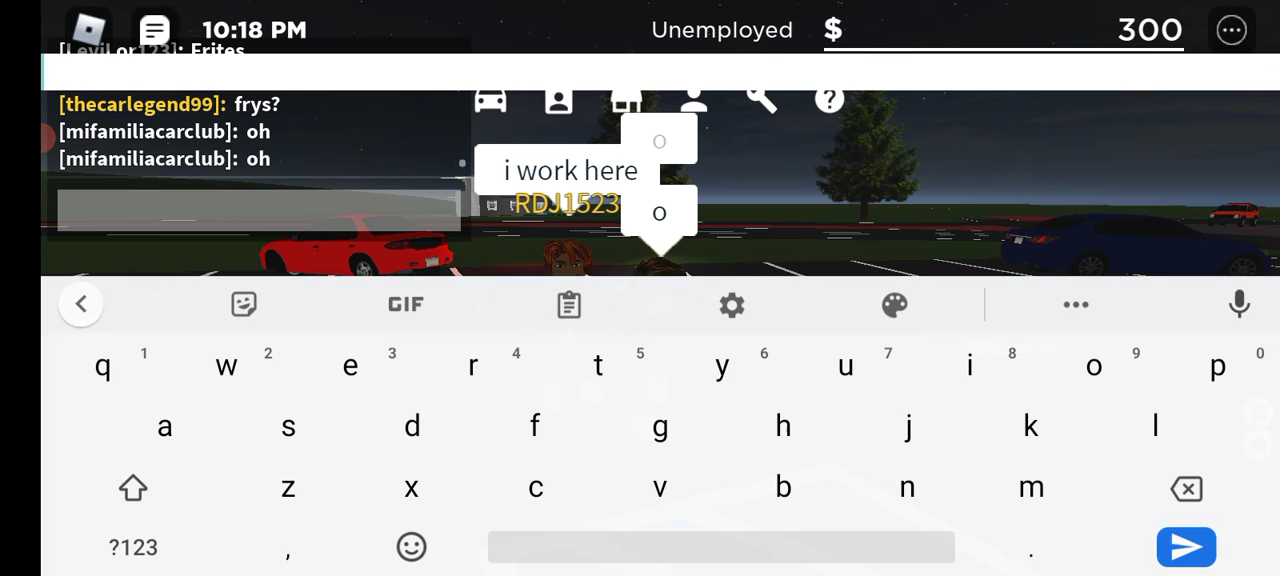 10:18 PM
Unemployed $ 300
: Frites
[thecarlegend99]: frys?
[mifamiliacarclub]: oh
[mifamiliacarclub]: oh
o
i work here
RDJ1523
o
GIF
q 1 w 2 e 3 r 4 t 5 y 6 u 7 i 8 o 9 p 0
a s d f g h j k l
z x c v b n m
?123 , .